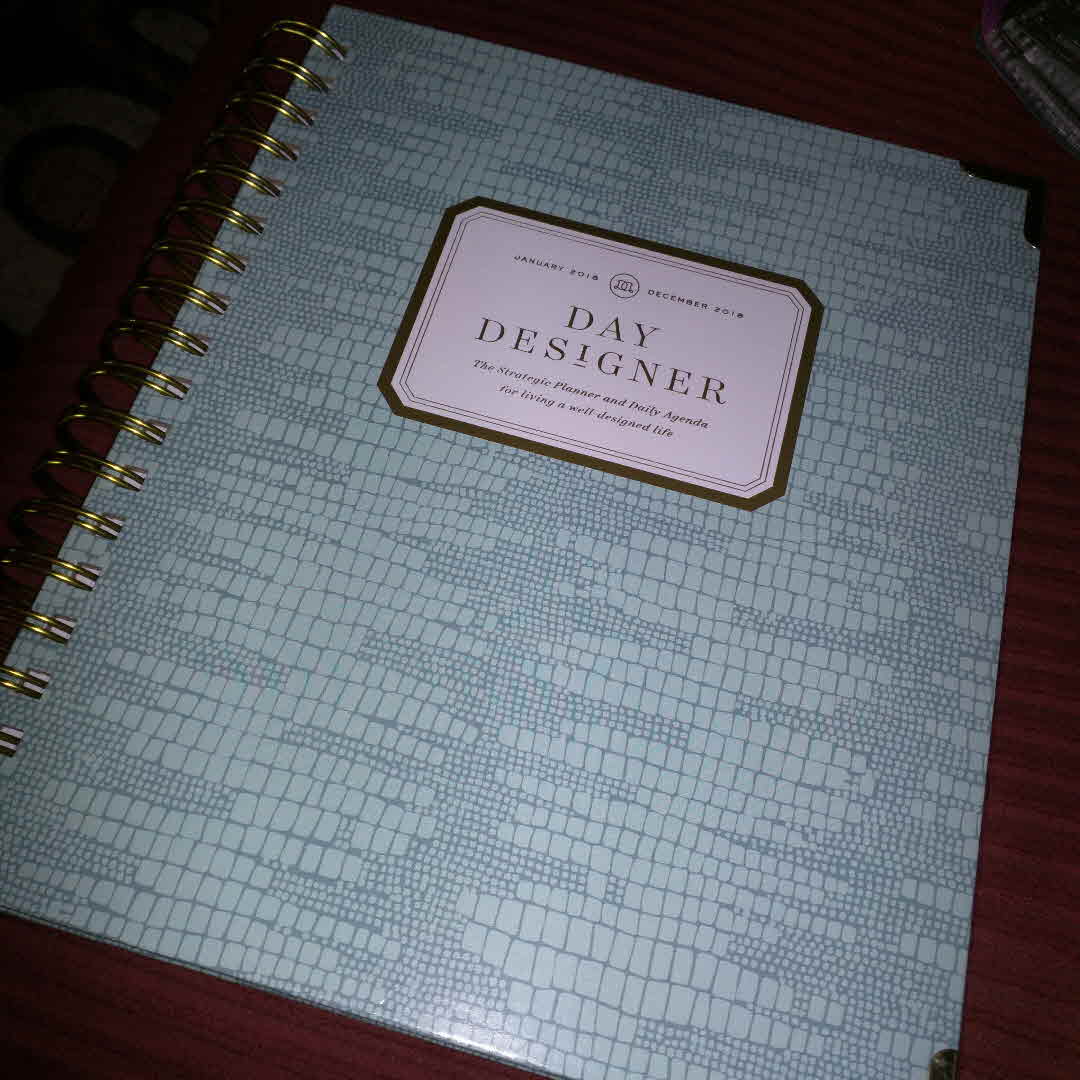 JANUARY 2018 DECEMBER 2018
DAY
DESIGNER
The Strategic Planner and Daily Agenda
for living a well-designed life